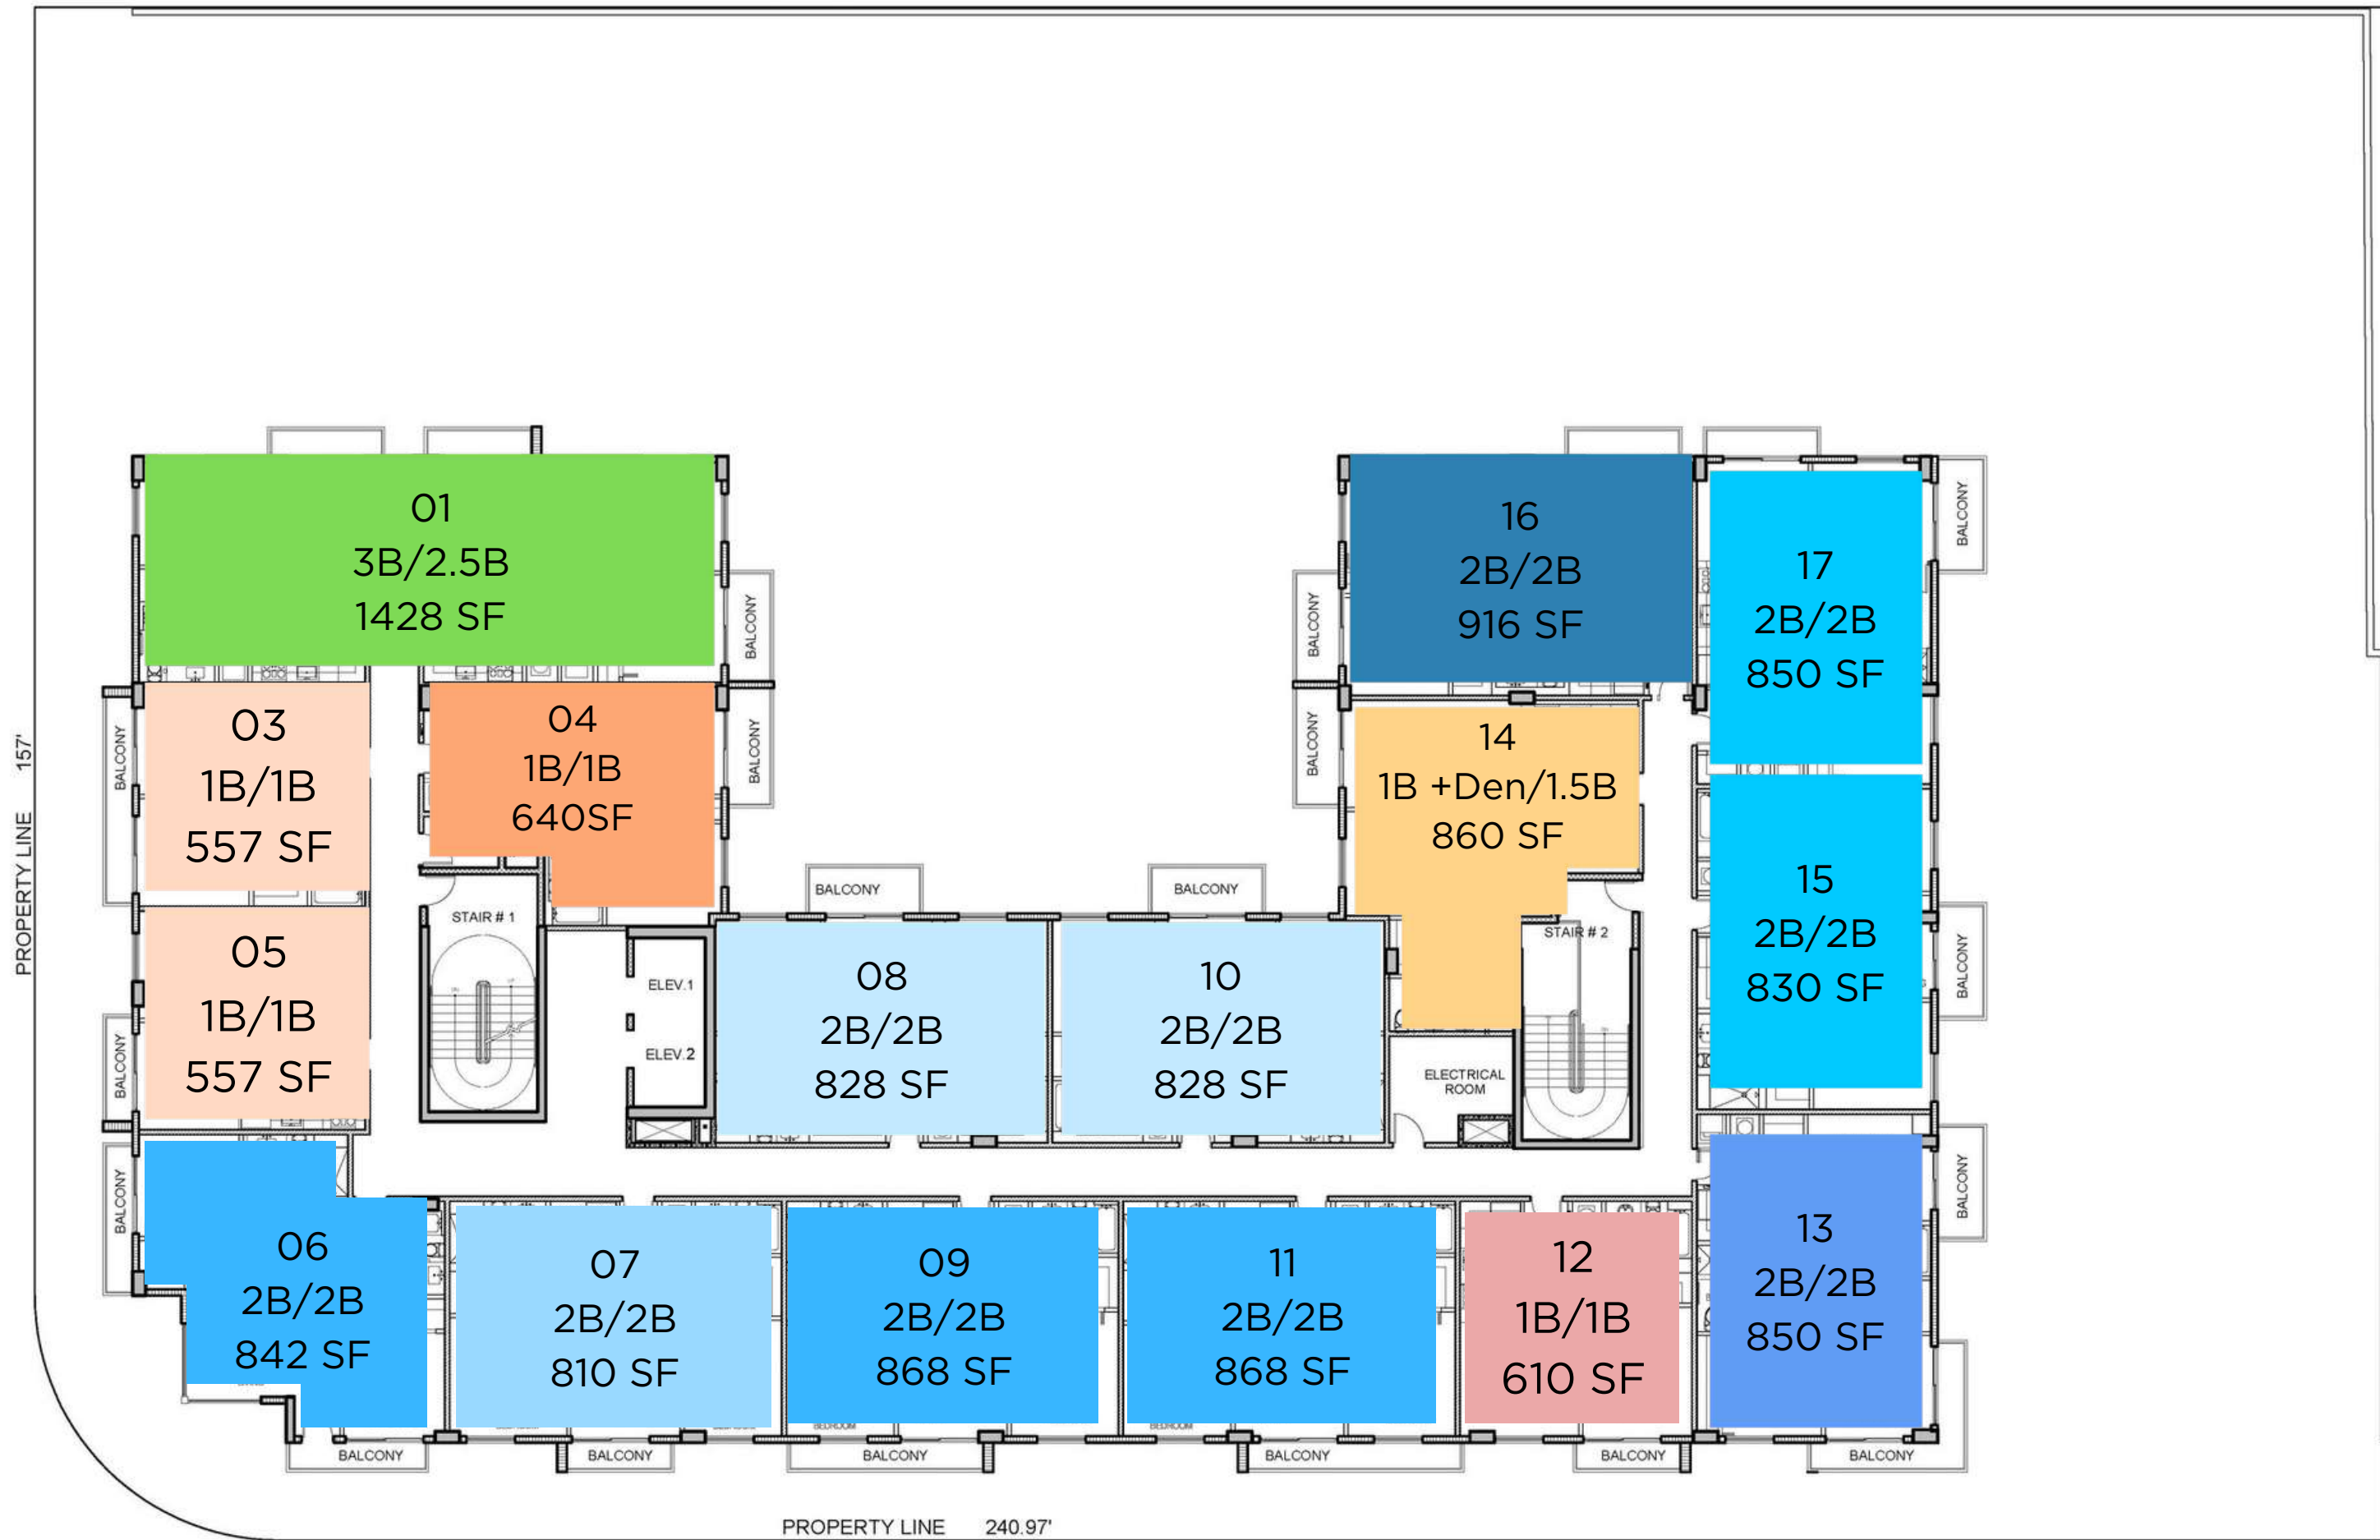 01
3B/2.5B
1428 SF
16
2B/2B
916 SF
17
2B/2B
850 SF
BALCONY
BALCONY
BALCONY
03
1B/1B
557 SF
04
1B/1B
640SF
14
1B +Den/1.5B
860 SF
BALCONY
BALCONY
BALCONY
PROPERTY LINE 157'
05
1B/1B
557 SF
STAIR # 1
BALCONY
BALCONY
STAIR # 2
15
2B/2B
830 SF
BALCONY
ELEV.1
ELEV.2
08
2B/2B
828 SF
10
2B/2B
828 SF
ELECTRICAL
ROOM
BALCONY
BALCONY
BALCONY
06
2B/2B
842 SF
07
2B/2B
810 SF
09
2B/2B
868 SF
11
2B/2B
868 SF
12
1B/1B
610 SF
13
2B/2B
850 SF
BEDROOM
BEDROOM
BALCONY
BALCONY
BALCONY
BALCONY
BALCONY
BALCONY
PROPERTY LINE 240.97'